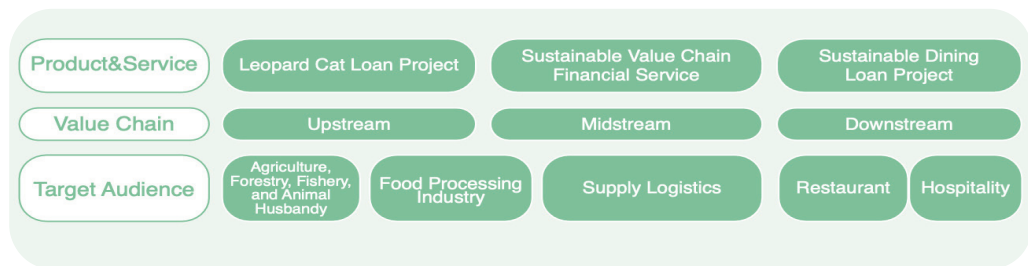 Product&Service
Leopard Cat Loan Project
Sustainable Value Chain
Financial Service
Sustainable Dining
Loan Project
Value Chain
Upstream
Midstream
Downstream
Target Audience
Agriculture,
Forestry, Fishery,
and Animal
Husbandy
Food Processing
Industry
Supply Logistics
Restaurant
Hospitality